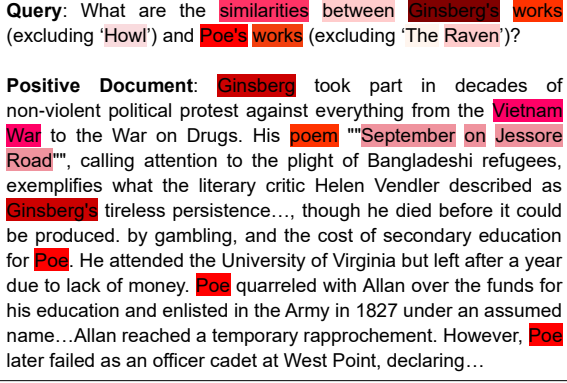 Query: What are the similarities between Ginsberg's works
(excluding ‘Howl’) and Poe's works (excluding ‘The Raven’)?
Positive Document: Ginsberg took part in decades of
non-violent political protest against everything from the Vietnam
War to the War on Drugs. His poem ""September on Jessore
Road"", calling attention to the plight of Bangladeshi refugees,
exemplifies what the literary critic Helen Vendler described as
Ginsberg's tireless persistence…, though he died before it could
be produced. by gambling, and the cost of secondary education
for Poe. He attended the University of Virginia but left after a year
due to lack of money. Poe quarreled with Allan over the funds for
his education and enlisted in the Army in 1827 under an assumed
name…Allan reached a temporary rapprochement. However, Poe
later failed as an officer cadet at West Point, declaring…